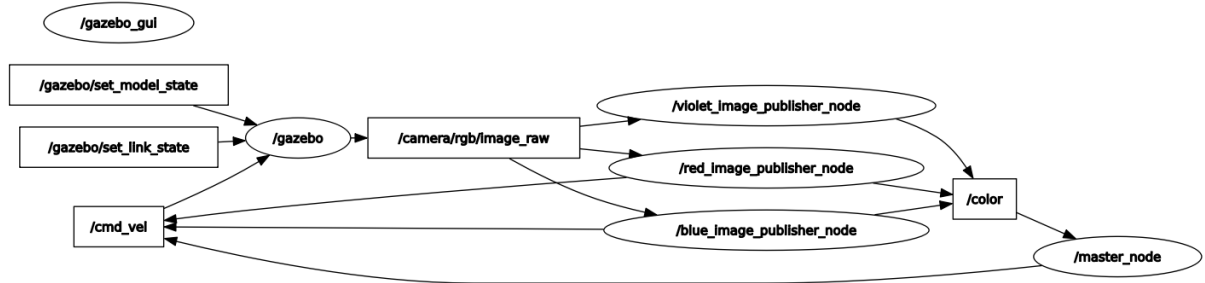 /gazebo_gui
/gazebo/set_model_state
/gazebo/set_link_state
/cmd_vel
/gazebo
/camera/rgb/image_raw
/violet_image_publisher_node
/red_image_publisher_node
/blue_image_publisher_node
/color
/master_node